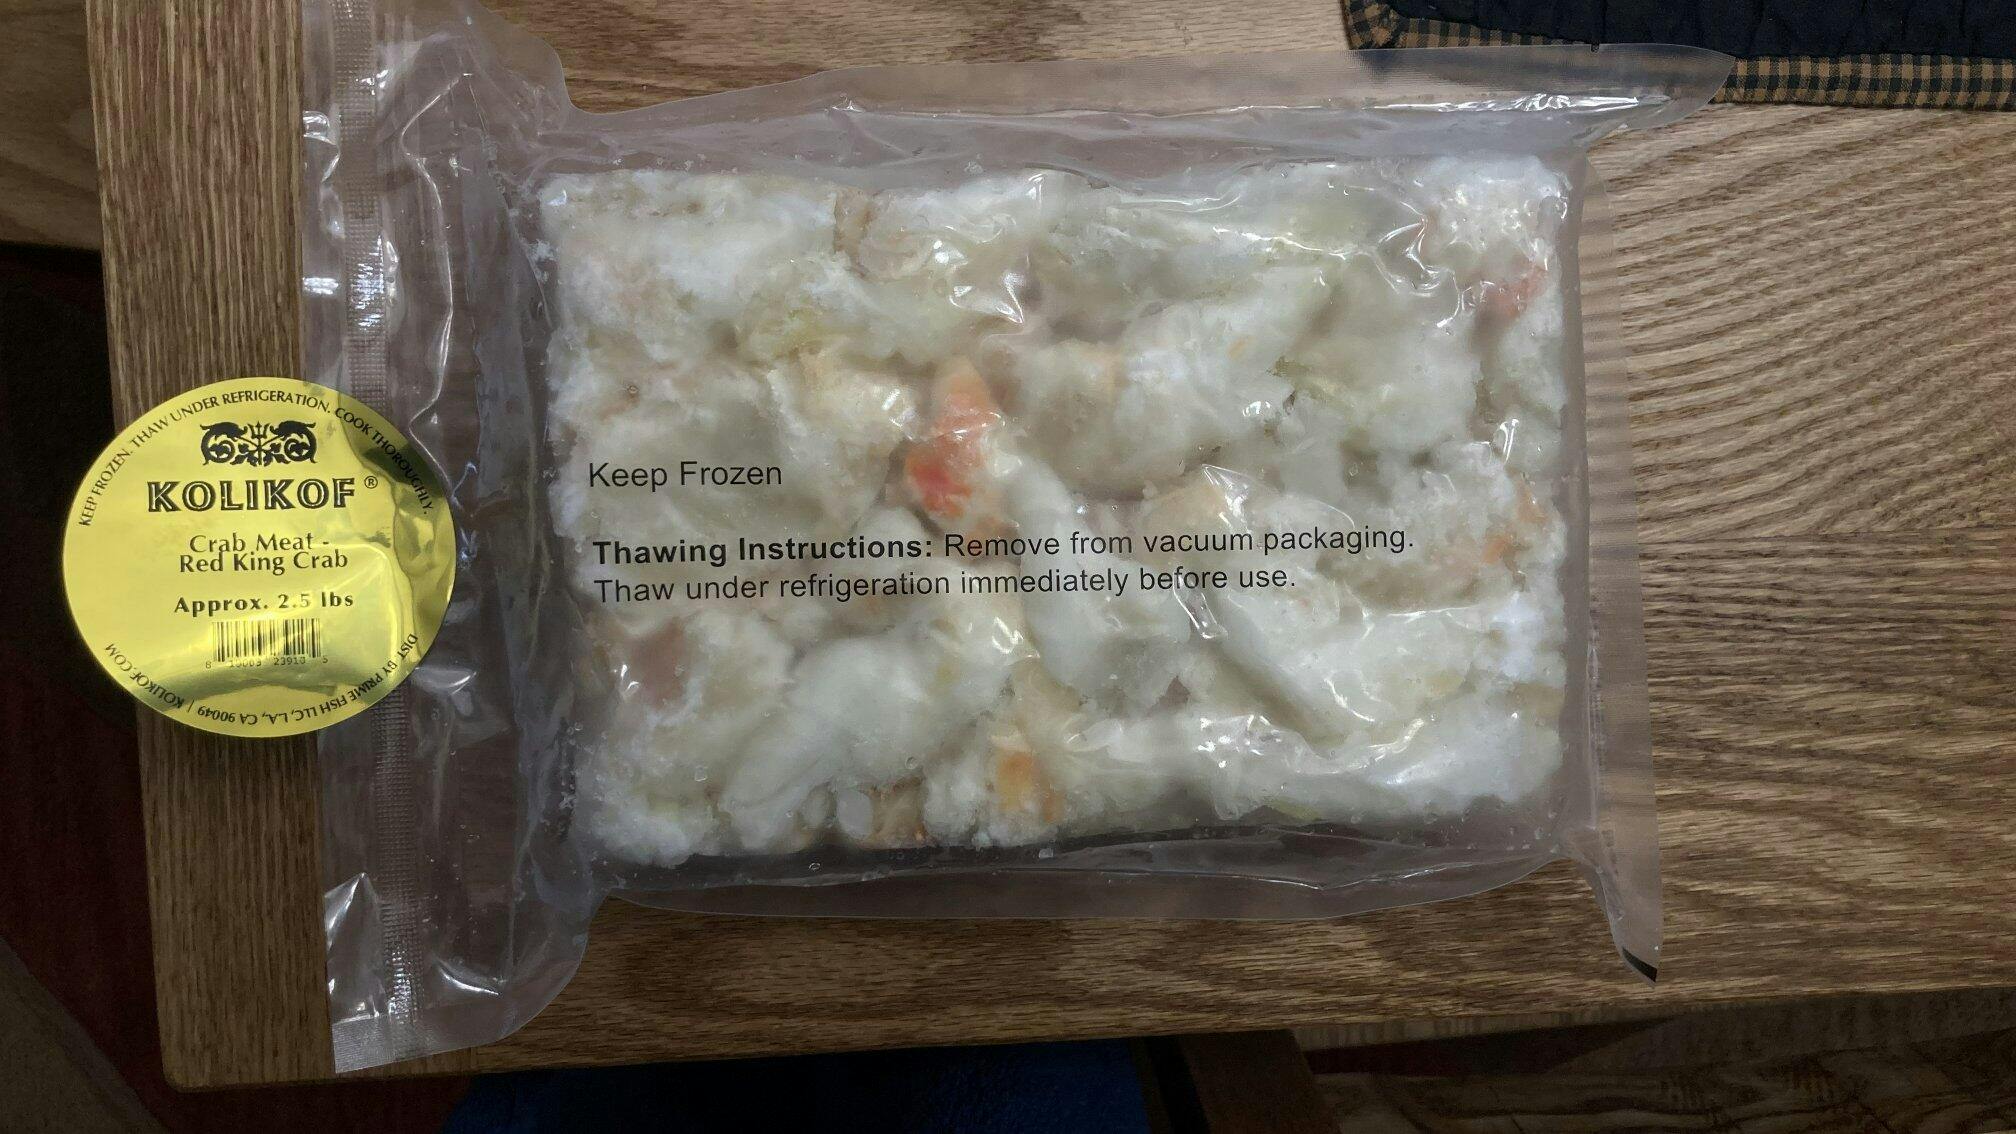 KEEP FROZEN. THAW UNDER REFRIGERATION. COOK THOROUGHLY.
KOLIKOF®
Crab Meat -
Red King Crab
Approx. 2.5 lbs
DIST. BY PRIME FISH LLC, LA, CA 90049 | KOLIKOF.COM
Keep Frozen
Thawing Instructions: Remove from vacuum packaging.
Thaw under refrigeration immediately before use.